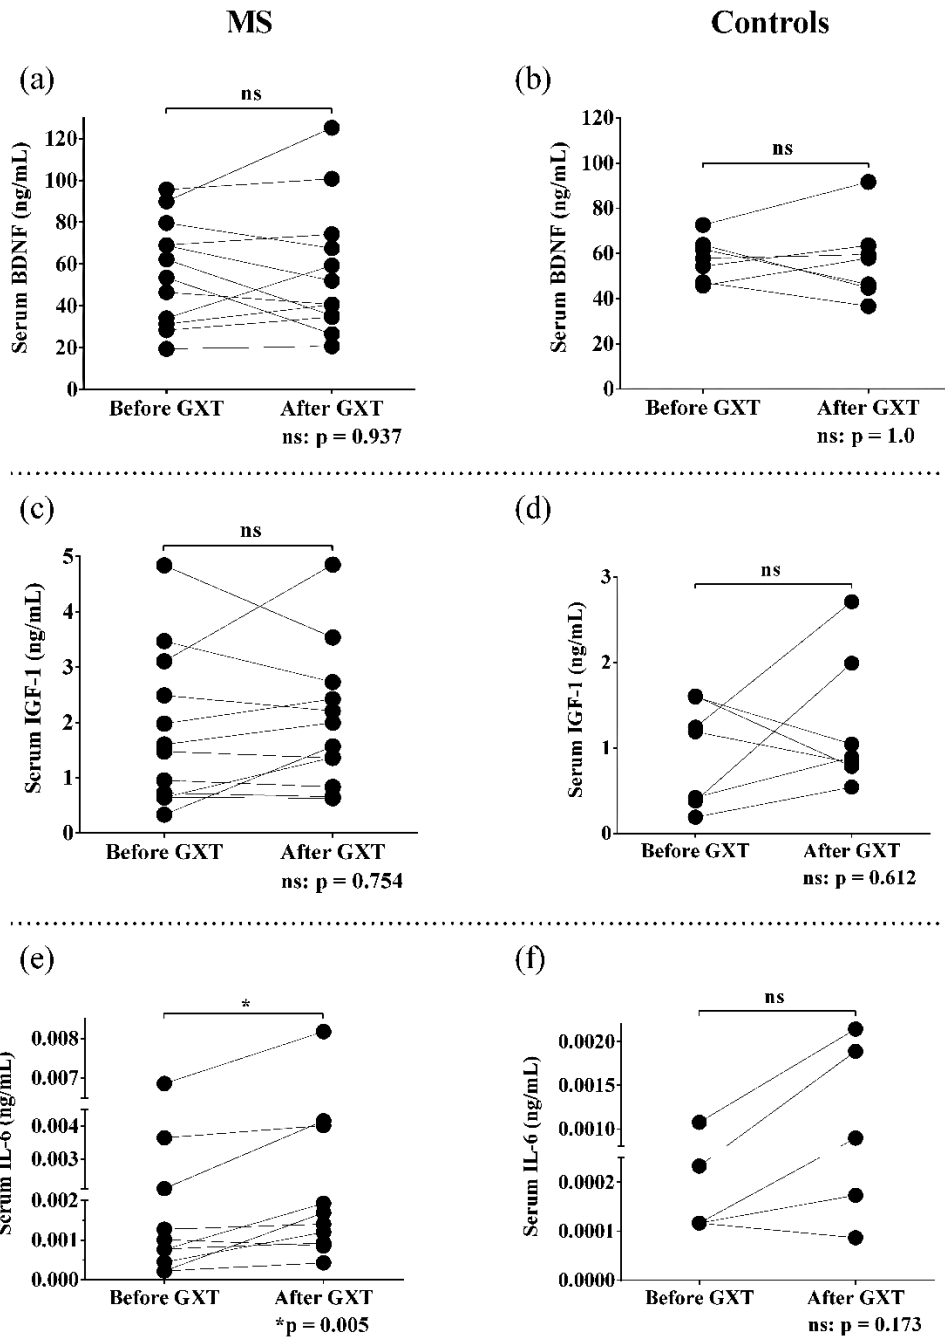 MS
Controls
(a)
ns
Serum BDNF (ng/mL)
120
100
80
60
40
20
0
Before GXT
After GXT
ns: p = 0.937
(b)
ns
Serum BDNF (ng/mL)
120
100
80
60
40
20
0
Before GXT
After GXT
ns: p = 1.0
(c)
ns
Serum IGF-1 (ng/mL)
5
4
3
2
1
0
Before GXT
After GXT
ns: p = 0.754
(d)
ns
Serum IGF-1 (ng/mL)
3
2
1
0
Before GXT
After GXT
ns: p = 0.612
(e)
*
Serum IL-6 (ng/mL)
0.008
0.007
0.004
0.003
0.002
0.001
0.000
Before GXT
After GXT
*p = 0.005
(f)
ns
Serum IL-6 (ng/mL)
0.0020
0.0015
0.0010
0.0002
0.0001
0.0000
Before GXT
After GXT
ns: p = 0.173